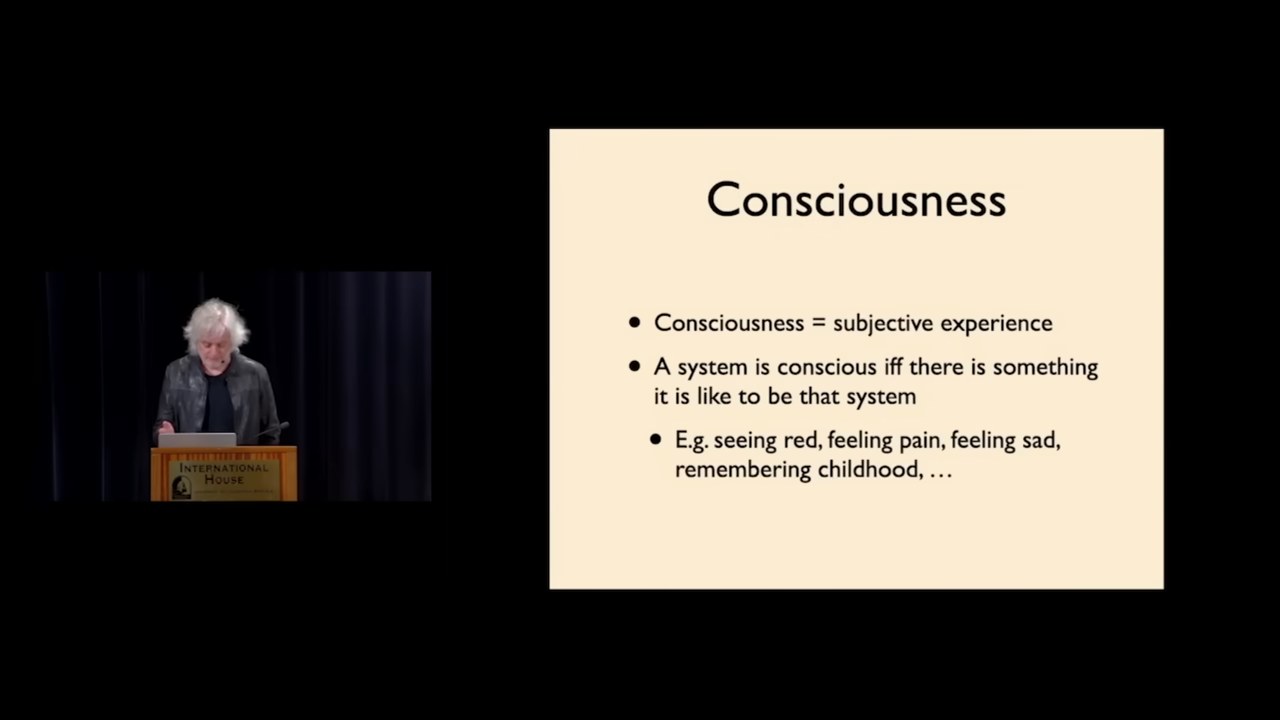 Consciousness
• Consciousness = subjective experience
• A system is conscious iff there is something
it is like to be that system
• E.g. seeing red, feeling pain, feeling sad,
remembering childhood, …
INTERNATIONAL
HOUSE